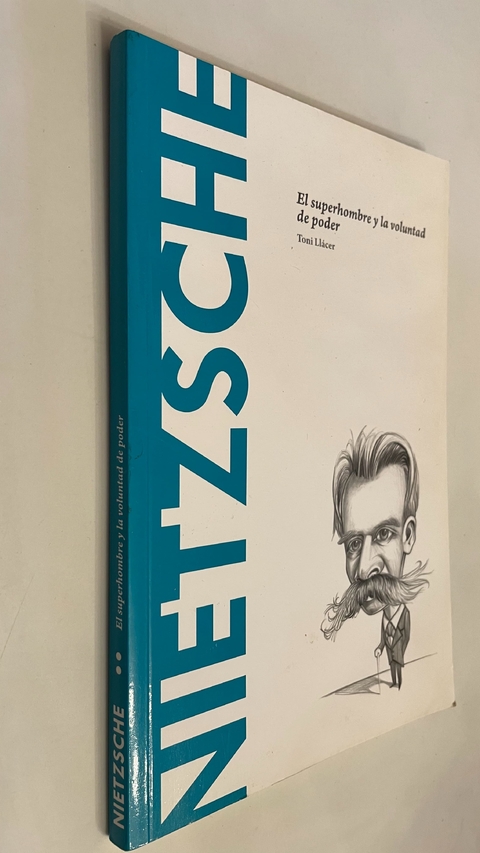 NIETZSCHE
El superhombre y la voluntad
de poder
Toni Llácer
NIETZSCHE •• El superhombre y la voluntad de poder